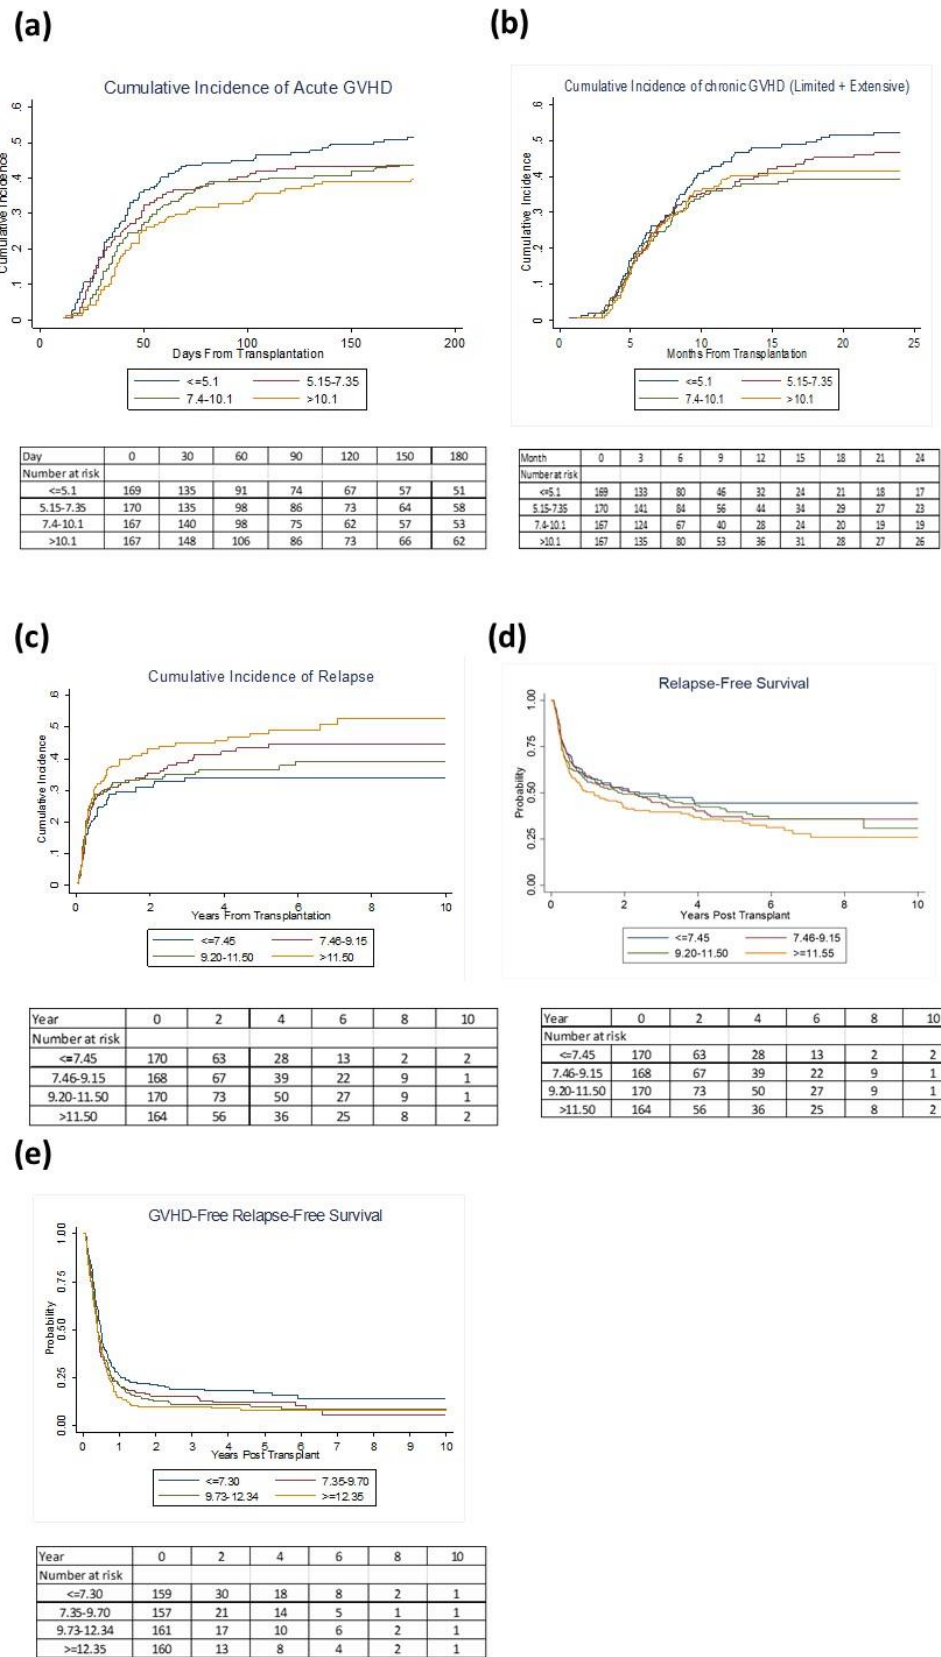 (a)
Cumulative Incidence of Acute GVHD
Cumulative Incidence
.6
.5
.4
.3
.2
.1
0
0 50 100 150 200
Days From Transplantation
<=5.1 5.15-7.35
7.4-10.1 >10.1
Day 0 30 60 90 120 150 180
Number at risk
<=5.1 169 135 91 74 67 57 51
5.15-7.35 170 135 98 86 73 64 58
7.4-10.1 167 140 98 75 62 57 53
>10.1 167 148 106 86 73 66 62
(b)
Cumulative Incidence of chronic GVHD (Limited + Extensive)
Cumulative Incidence
.6
.5
.4
.3
.2
.1
0
0 5 10 15 20 25
Months From Transplantation
<=5.1 5.15-7.35
7.4-10.1 >10.1
Month 0 3 6 9 12 15 18 21 24
Number at risk
<=5.1 169 133 80 46 32 24 21 18 17
5.15-7.35 170 141 84 56 44 34 29 27 23
7.4-10.1 167 124 67 40 28 24 20 19 19
>10.1 167 135 80 53 36 31 28 27 26
(c)
Cumulative Incidence of Relapse
Cumulative Incidence
.6
.5
.4
.3
.2
.1
0
0 2 4 6 8 10
Years From Transplantation
<=7.45 7.46-9.15
9.20-11.50 >11.50
Year 0 2 4 6 8 10
Number at risk
<=7.45 170 63 28 13 2 2
7.46-9.15 168 67 39 22 9 1
9.20-11.50 170 73 50 27 9 1
>11.50 164 56 36 25 8 2
(d)
Relapse-Free Survival
Probability
1.00
0.75
0.50
0.25
0.00
0 2 4 6 8 10
Years Post Transplant
<=7.45 7.46-9.15
9.20-11.50 >=11.55
Year 0 2 4 6 8 10
Number at risk
<=7.45 170 63 28 13 2 2
7.46-9.15 168 67 39 22 9 1
9.20-11.50 170 73 50 27 9 1
>11.50 164 56 36 25 8 2
(e)
GVHD-Free Relapse-Free Survival
Probability
1.00
0.75
0.50
0.25
0.00
0 1 2 3 4 5 6 7 8 9 10
Years Post Transplant
<=7.30 7.35-9.70
9.73-12.34 >=12.35
Year 0 2 4 6 8 10
Number at risk
<=7.30 159 30 18 8 2 1
7.35-9.70 157 21 14 5 1 1
9.73-12.34 161 17 10 6 2 1
>=12.35 160 13 8 4 2 1